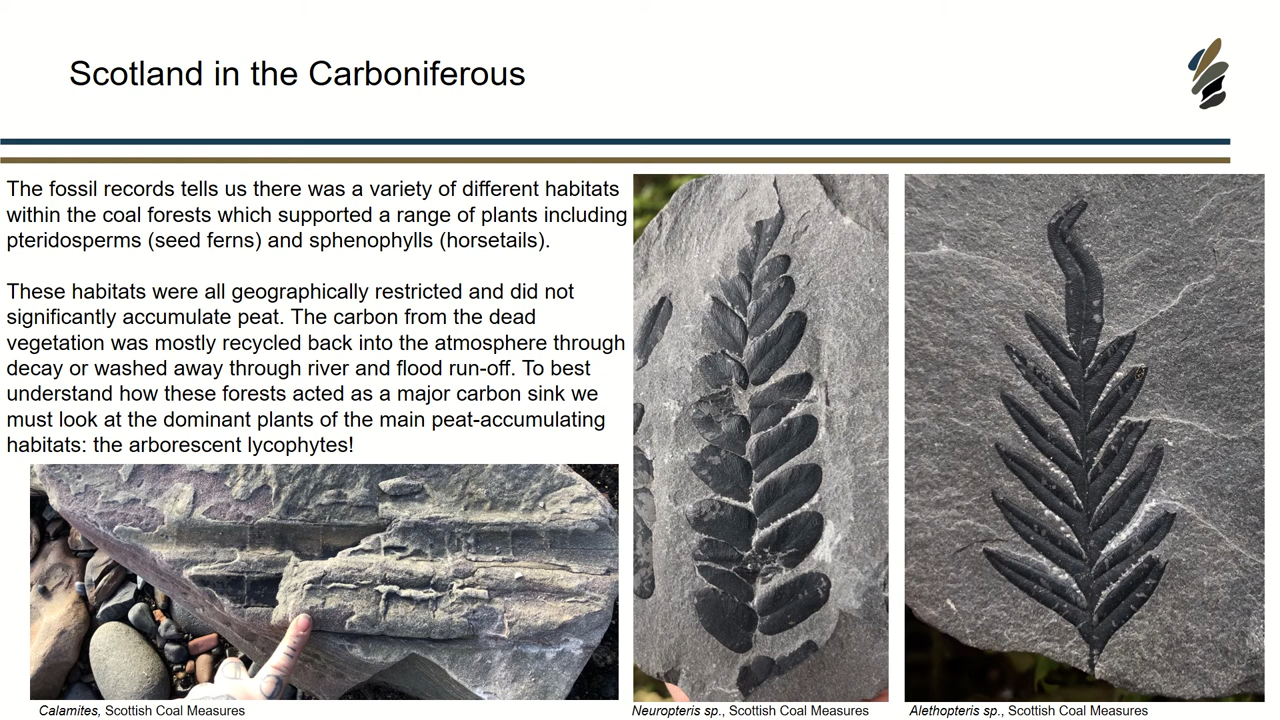 Scotland in the Carboniferous
The fossil records tells us there was a variety of different habitats
within the coal forests which supported a range of plants including
pteridosperms (seed ferns) and sphenophylls (horsetails).
These habitats were all geographically restricted and did not
significantly accumulate peat. The carbon from the dead
vegetation was mostly recycled back into the atmosphere through
decay or washed away through river and flood run-off. To best
understand how these forests acted as a major carbon sink we
must look at the dominant plants of the main peat-accumulating
habitats: the arborescent lycophytes!
Calamites, Scottish Coal Measures
Neuropteris sp., Scottish Coal Measures
Alethopteris sp., Scottish Coal Measures